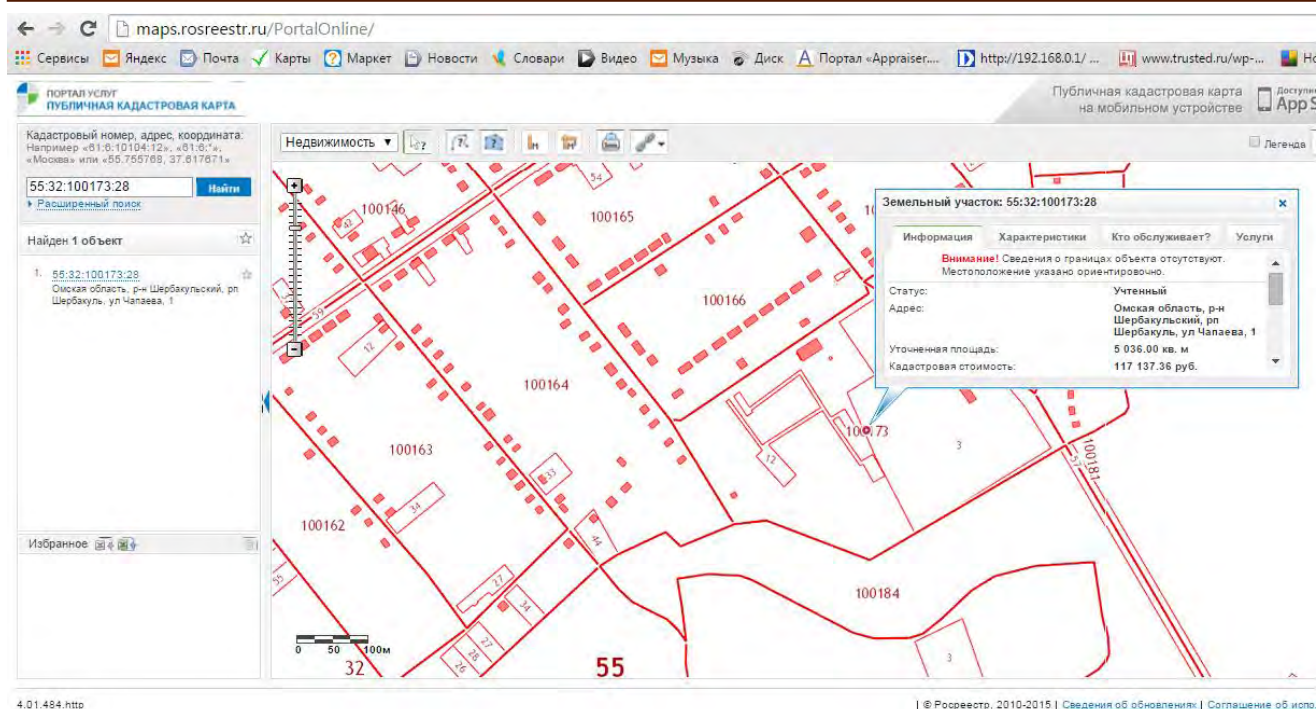 maps.rosreestr.ru/PortalOnline/
Сервисы Яндекс Почта Карты Маркет Новости Словари Видео Музыка Диск Портал «Appraiser.... http://192.168.0.1/ ... www.trusted.ru/wp-...
ПОРТАЛ УСЛУГ
ПУБЛИЧНАЯ КАДАСТРОВАЯ КАРТА
Публичная кадастровая карта
на мобильном устройстве
Кадастровый номер, адрес, координата:
Например «61:6:10104:12», «61:6:*»,
«Москва» или «55.755768, 37.617671»
55:32:100173:28 Найти
Расширенный поиск
Найден 1 объект
1. 55:32:100173:28
Омская область, р-н Шербакульский, рп
Шербакуль, ул Чапаева, 1
Избранное
Недвижимость
Легенда
Земельный участок: 55:32:100173:28
Информация Характеристики Кто обслуживает? Услуги
Внимание! Сведения о границах объекта отсутствуют.
Местоположение указано ориентировочно.
Статус: Учтенный
Адрес: Омская область, р-н
Шербакульский, рп
Шербакуль, ул Чапаева, 1
Уточненная площадь: 5 036.00 кв. м
Кадастровая стоимость: 117 137.36 руб.
54
42
100146
100165
100166
59
12
100164
100173
3
12
100163
33
57
100181
34
100162
44
55
27
34
100184
27
28
26
3
0 50 100м
32
55
4.01.484.http
| © Росреестр, 2010-2015 | Сведения об обновлениях | Соглашение об